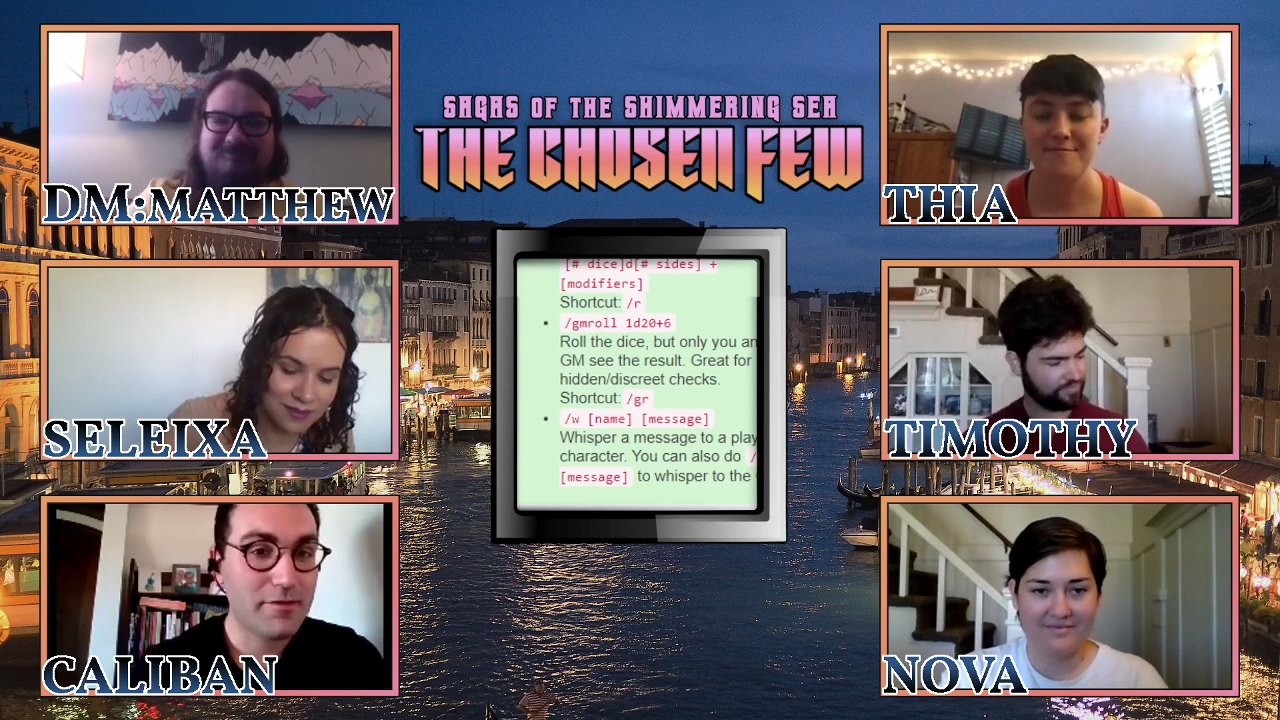 SAGAS OF THE SHIMMERING SEA
THE CHOSEN FEW
DM:MATTHEW
THIA
SELEIXA
TIMOTHY
CALIBAN
NOVA
[# dice]d[# sides] +
[modifiers]
Shortcut: /r
• /gmroll 1d20+6
Roll the dice, but only you an
GM see the result. Great for
hidden/discreet checks.
Shortcut: /gr
• /w [name] [message]
Whisper a message to a play
character. You can also do /
[message] to whisper to the